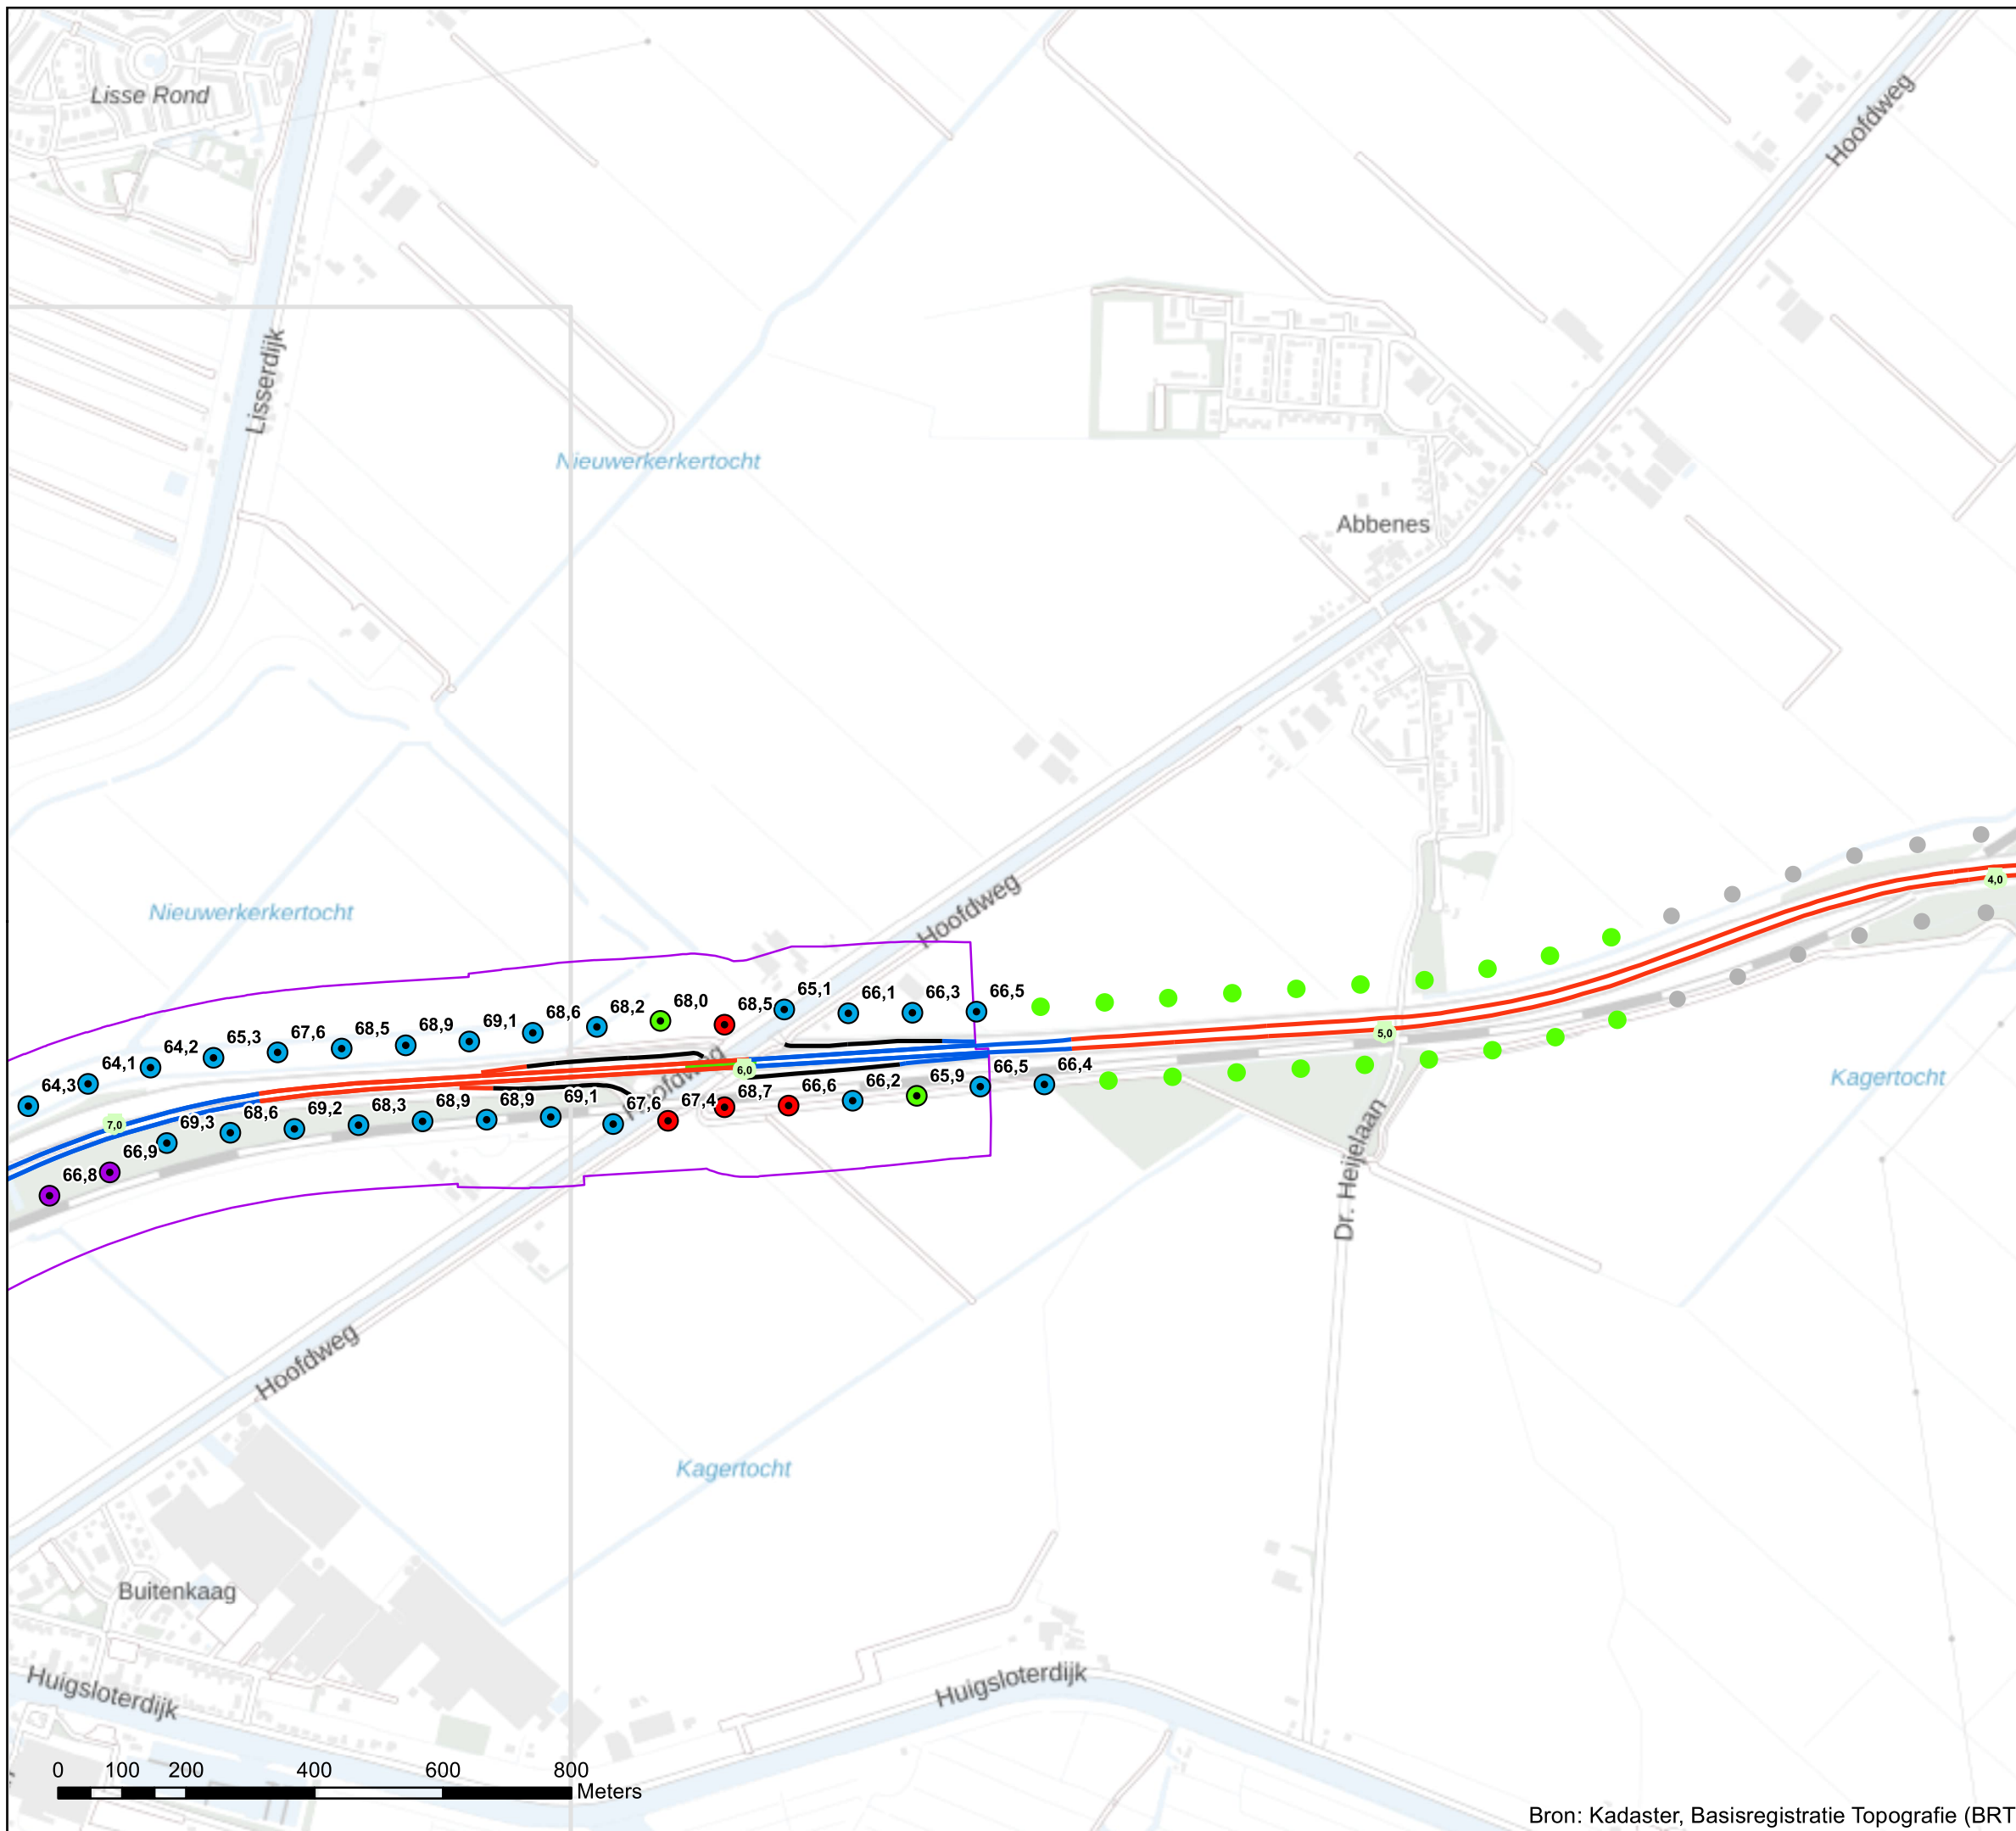 Hoofdweg
Lisse Rond
Lisserdijk
Nieuwerkerkertocht
Abbenes
Nieuwerkerkertocht
Hoofdweg
4,0
66,5
66,3
66,1
65,1
68,5
68,0
68,2
68,6
69,1
68,9
68,5
67,6
65,3
64,2
64,1
64,3
5,0
6,0
Hoofdweg
7,0
66,8
66,9
69,3
68,6
69,2
68,3
68,9
68,9
69,1
67,6
67,4
68,7
66,6
66,2
65,9
66,5
66,4
Kagertocht
Dr. Heijelaan
Hoofdweg
Kagertocht
Buitenkaag
Huigsloterdijk
Huigsloterdijk
0 100 200 400 600 800
Meters
Bron: Kadaster, Basisregistratie Topografie (BRT